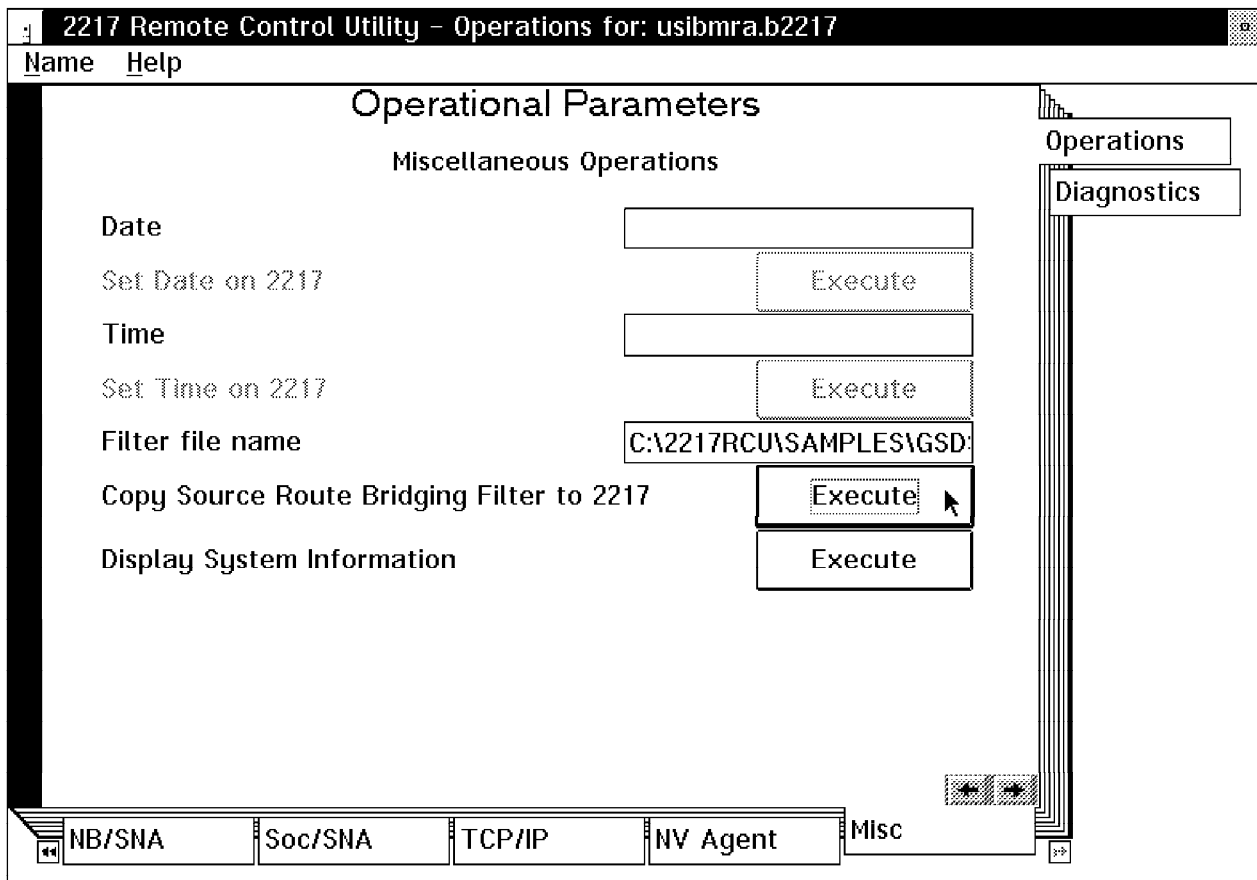 2217 Remote Control Utility – Operations for: usibmra.b2217
Name Help
Operational Parameters
Miscellaneous Operations
Operations
Diagnostics
Date
Set Date on 2217 Execute
Time
Set Time on 2217 Execute
Filter file name C:\2217RCU\SAMPLES\GSD
Copy Source Route Bridging Filter to 2217 Execute
Display System Information Execute
NB/SNA Soc/SNA TCP/IP NV Agent Misc